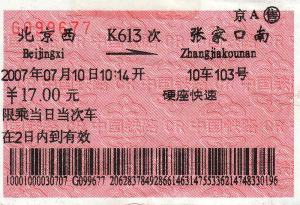 京A 售
G099677
北京西 K613次 张家口南
Beijingxi Zhangjiakounan
2007年07月10日10:14开 10车103号
¥17.00元 硬座快速
限乘当日当次车
在2日内到有效
10001000030707 G099677 206283784928661463147553362147483301​96